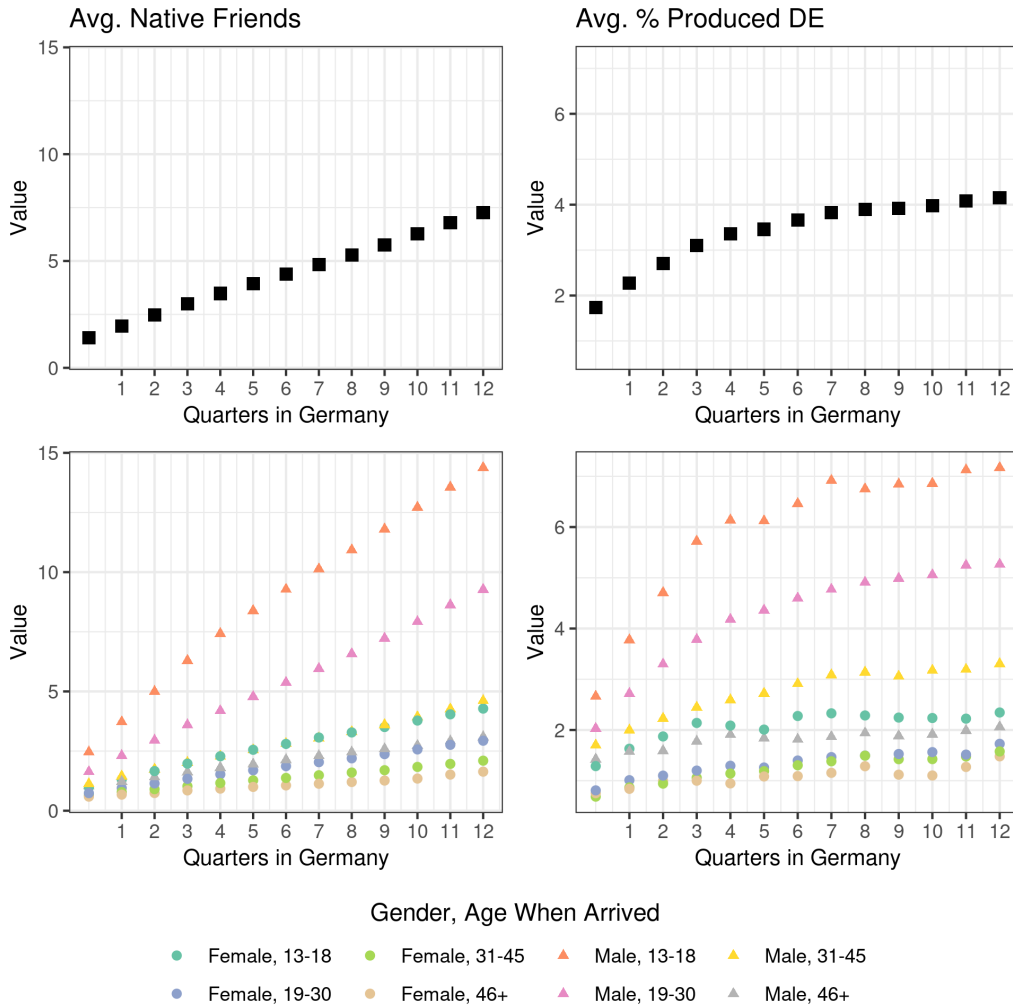 Avg. Native Friends
Avg. % Produced DE
15
10
5
0
Value
1 2 3 4 5 6 7 8 9 10 11 12
Quarters in Germany
6
4
2
Value
1 2 3 4 5 6 7 8 9 10 11 12
Quarters in Germany
15
10
5
0
Value
1 2 3 4 5 6 7 8 9 10 11 12
Quarters in Germany
6
4
2
Value
1 2 3 4 5 6 7 8 9 10 11 12
Quarters in Germany
Gender, Age When Arrived
Female, 13-18 Female, 31-45 Male, 13-18 Male, 31-45
Female, 19-30 Female, 46+ Male, 19-30 Male, 46+